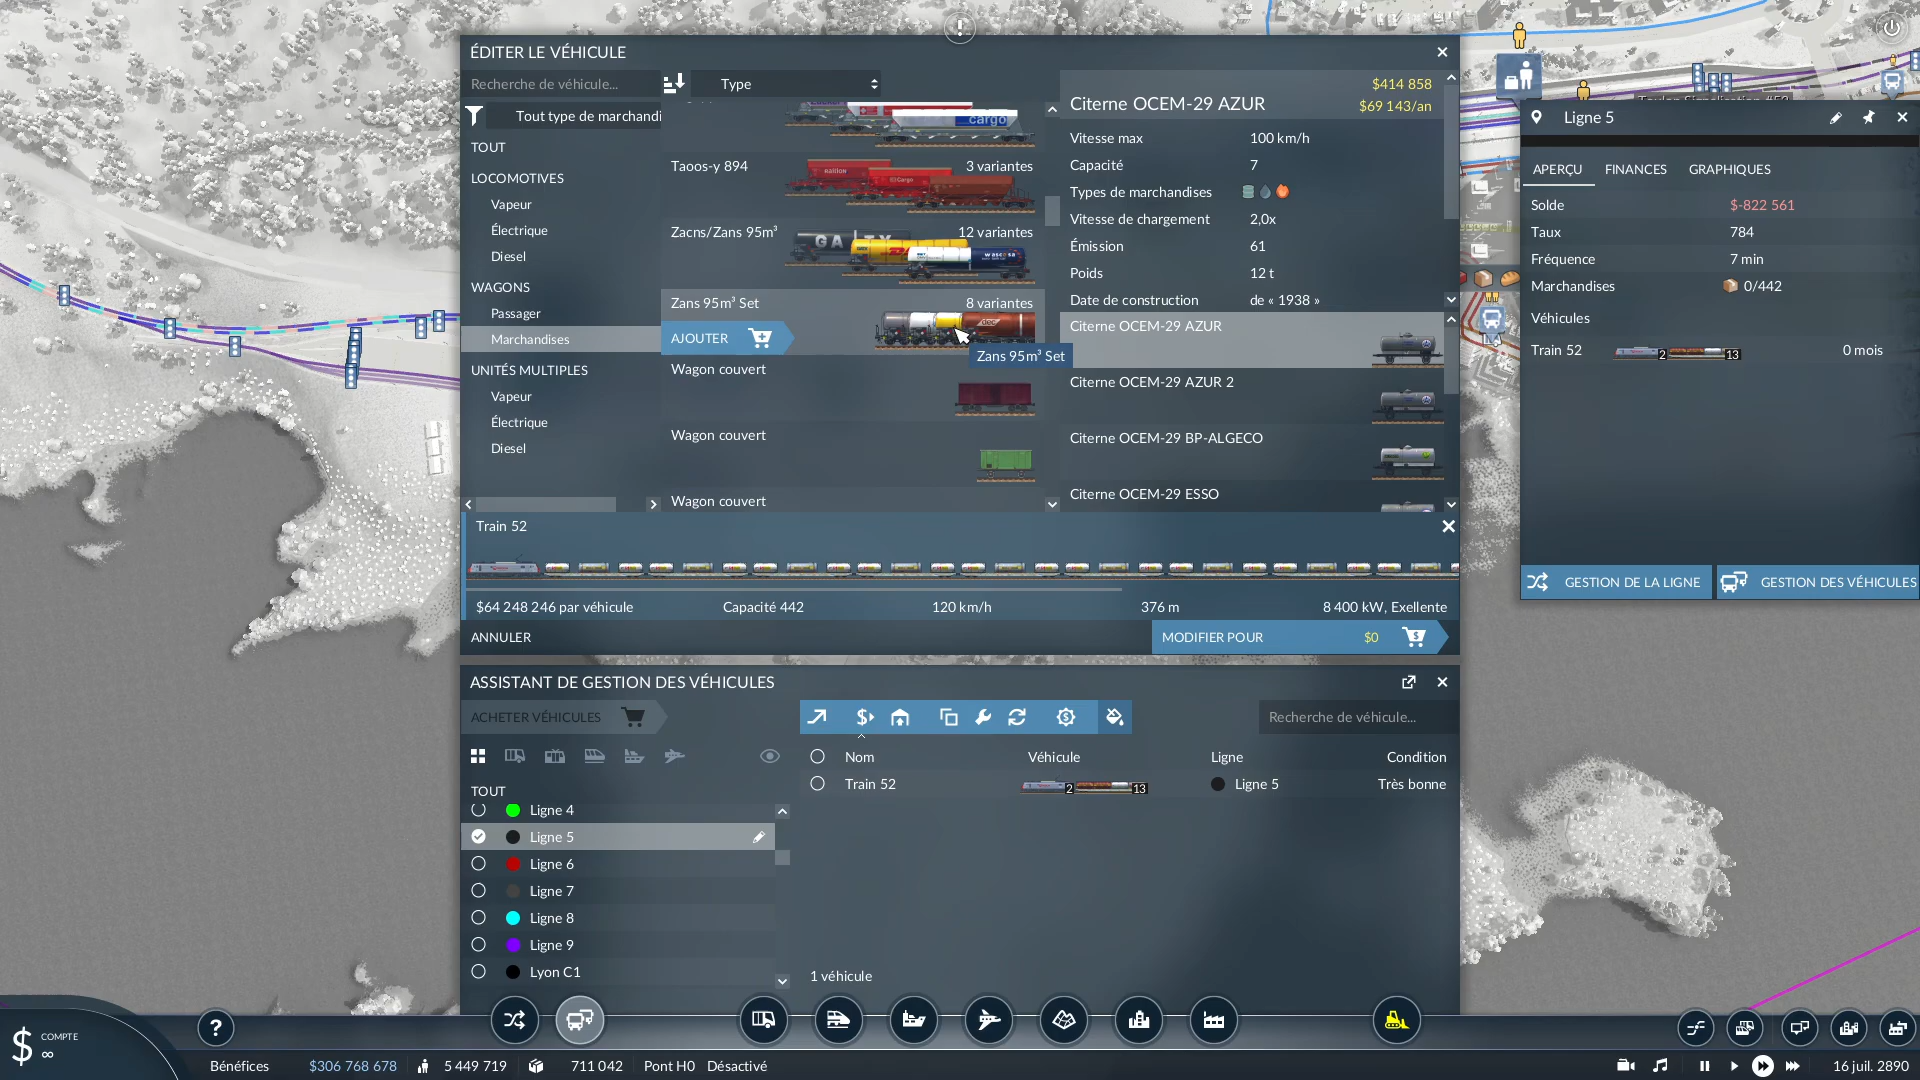 ÉDITER LE VÉHICULE
Recherche de véhicule...
Type
Tout type de marchandi
TOUT
LOCOMOTIVES
Vapeur
Électrique
Diesel
WAGONS
Passager
Marchandises
UNITÉS MULTIPLES
Vapeur
Électrique
Diesel
cargo
Taoos-y 894
3 variantes
Zacns/Zans 95m³
12 variantes
Zans 95m³ Set
8 variantes
AJOUTER
Zans 95m³ Set
Wagon couvert
Wagon couvert
Wagon couvert
Citerne OCEM-29 AZUR
$414 858
$69 143/an
Vitesse max 100 km/h
Capacité 7
Types de marchandises
Vitesse de chargement 2,0x
Émission 61
Poids 12 t
Date de construction de « 1938 »
Citerne OCEM-29 AZUR
Citerne OCEM-29 AZUR 2
Citerne OCEM-29 BP-ALGECO
Citerne OCEM-29 ESSO
Train 52
$64 248 246 par véhicule Capacité 442 120 km/h 376 m 8 400 kW, Exellente
ANNULER
MODIFIER POUR $0
ASSISTANT DE GESTION DES VÉHICULES
ACHETER VÉHICULES
Recherche de véhicule...
TOUT
Ligne 4
Ligne 5
Ligne 6
Ligne 7
Ligne 8
Ligne 9
Lyon C1
Nom Véhicule Ligne Condition
Train 52 2 13 Ligne 5 Très bonne
1 véhicule
Ligne 5
APERÇU FINANCES GRAPHIQUES
Solde $-822 561
Taux 784
Fréquence 7 min
Marchandises 0/442
Véhicules
Train 52 2 13 0 mois
GESTION DE LA LIGNE
GESTION DES VÉHICULES
COMPTE
∞
Bénéfices $306 768 678 5 449 719 711 042 Pont H0 Désactivé
16 juil. 2890